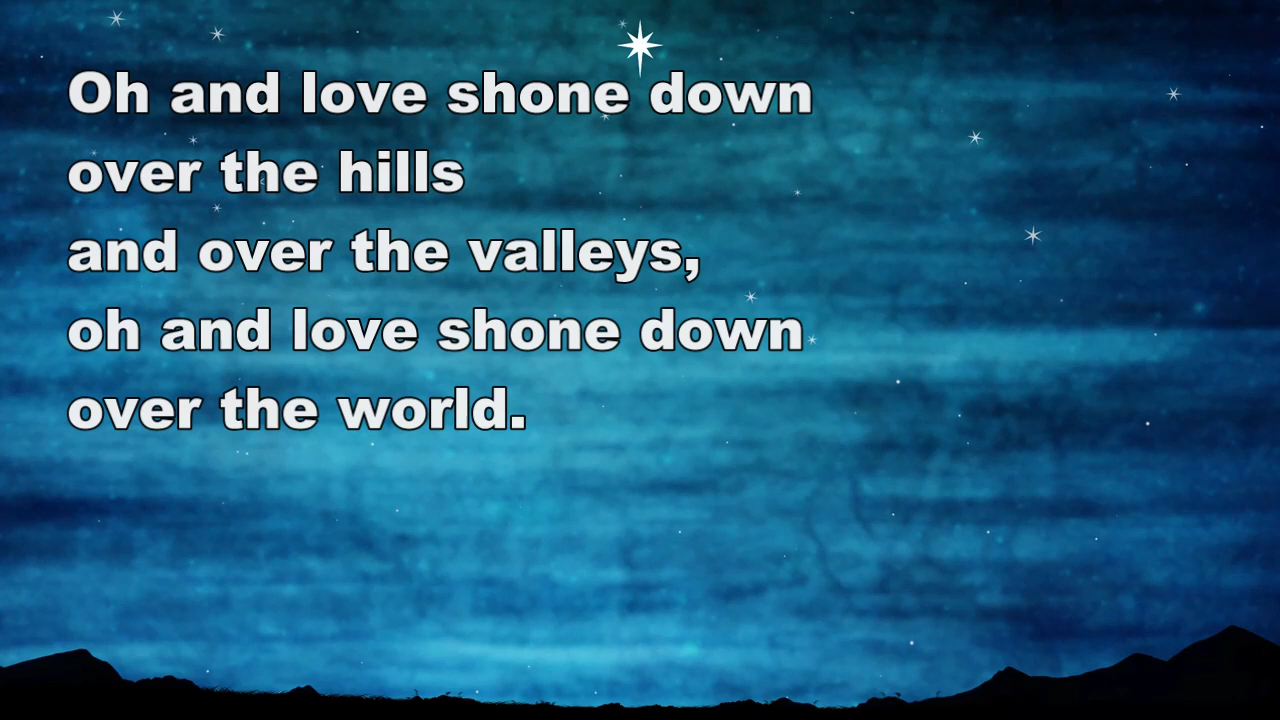 Oh and love shone down
over the hills
and over the valleys,
oh and love shone down
over the world.